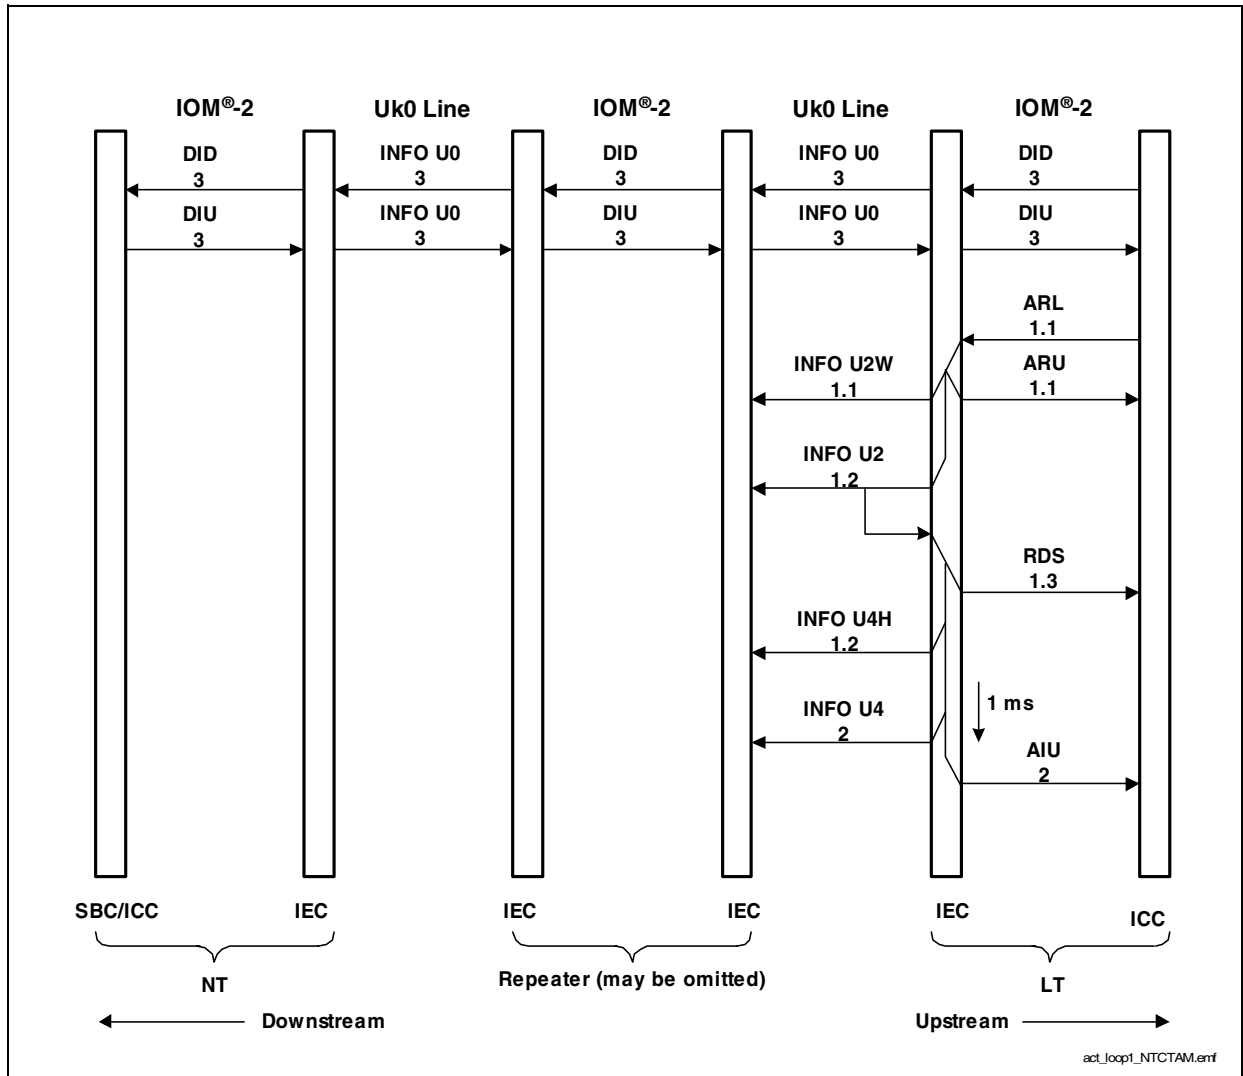 IOM®-2 Uk0 Line IOM®-2 Uk0 Line IOM®-2
DID INFO U0 DID INFO U0 DID
3 3 3 3 3
DIU INFO U0 DIU INFO U0 DIU
3 3 3 3 3
ARL
1.1
INFO U2W ARU
1.1 1.1
INFO U2
1.2
RDS
1.3
INFO U4H
1.2
1 ms
INFO U4
2
AIU
2
SBC/ICC IEC IEC IEC IEC ICC
NT Repeater (may be omitted) LT
Downstream Upstream
act_loop1_NTCTAM.emf